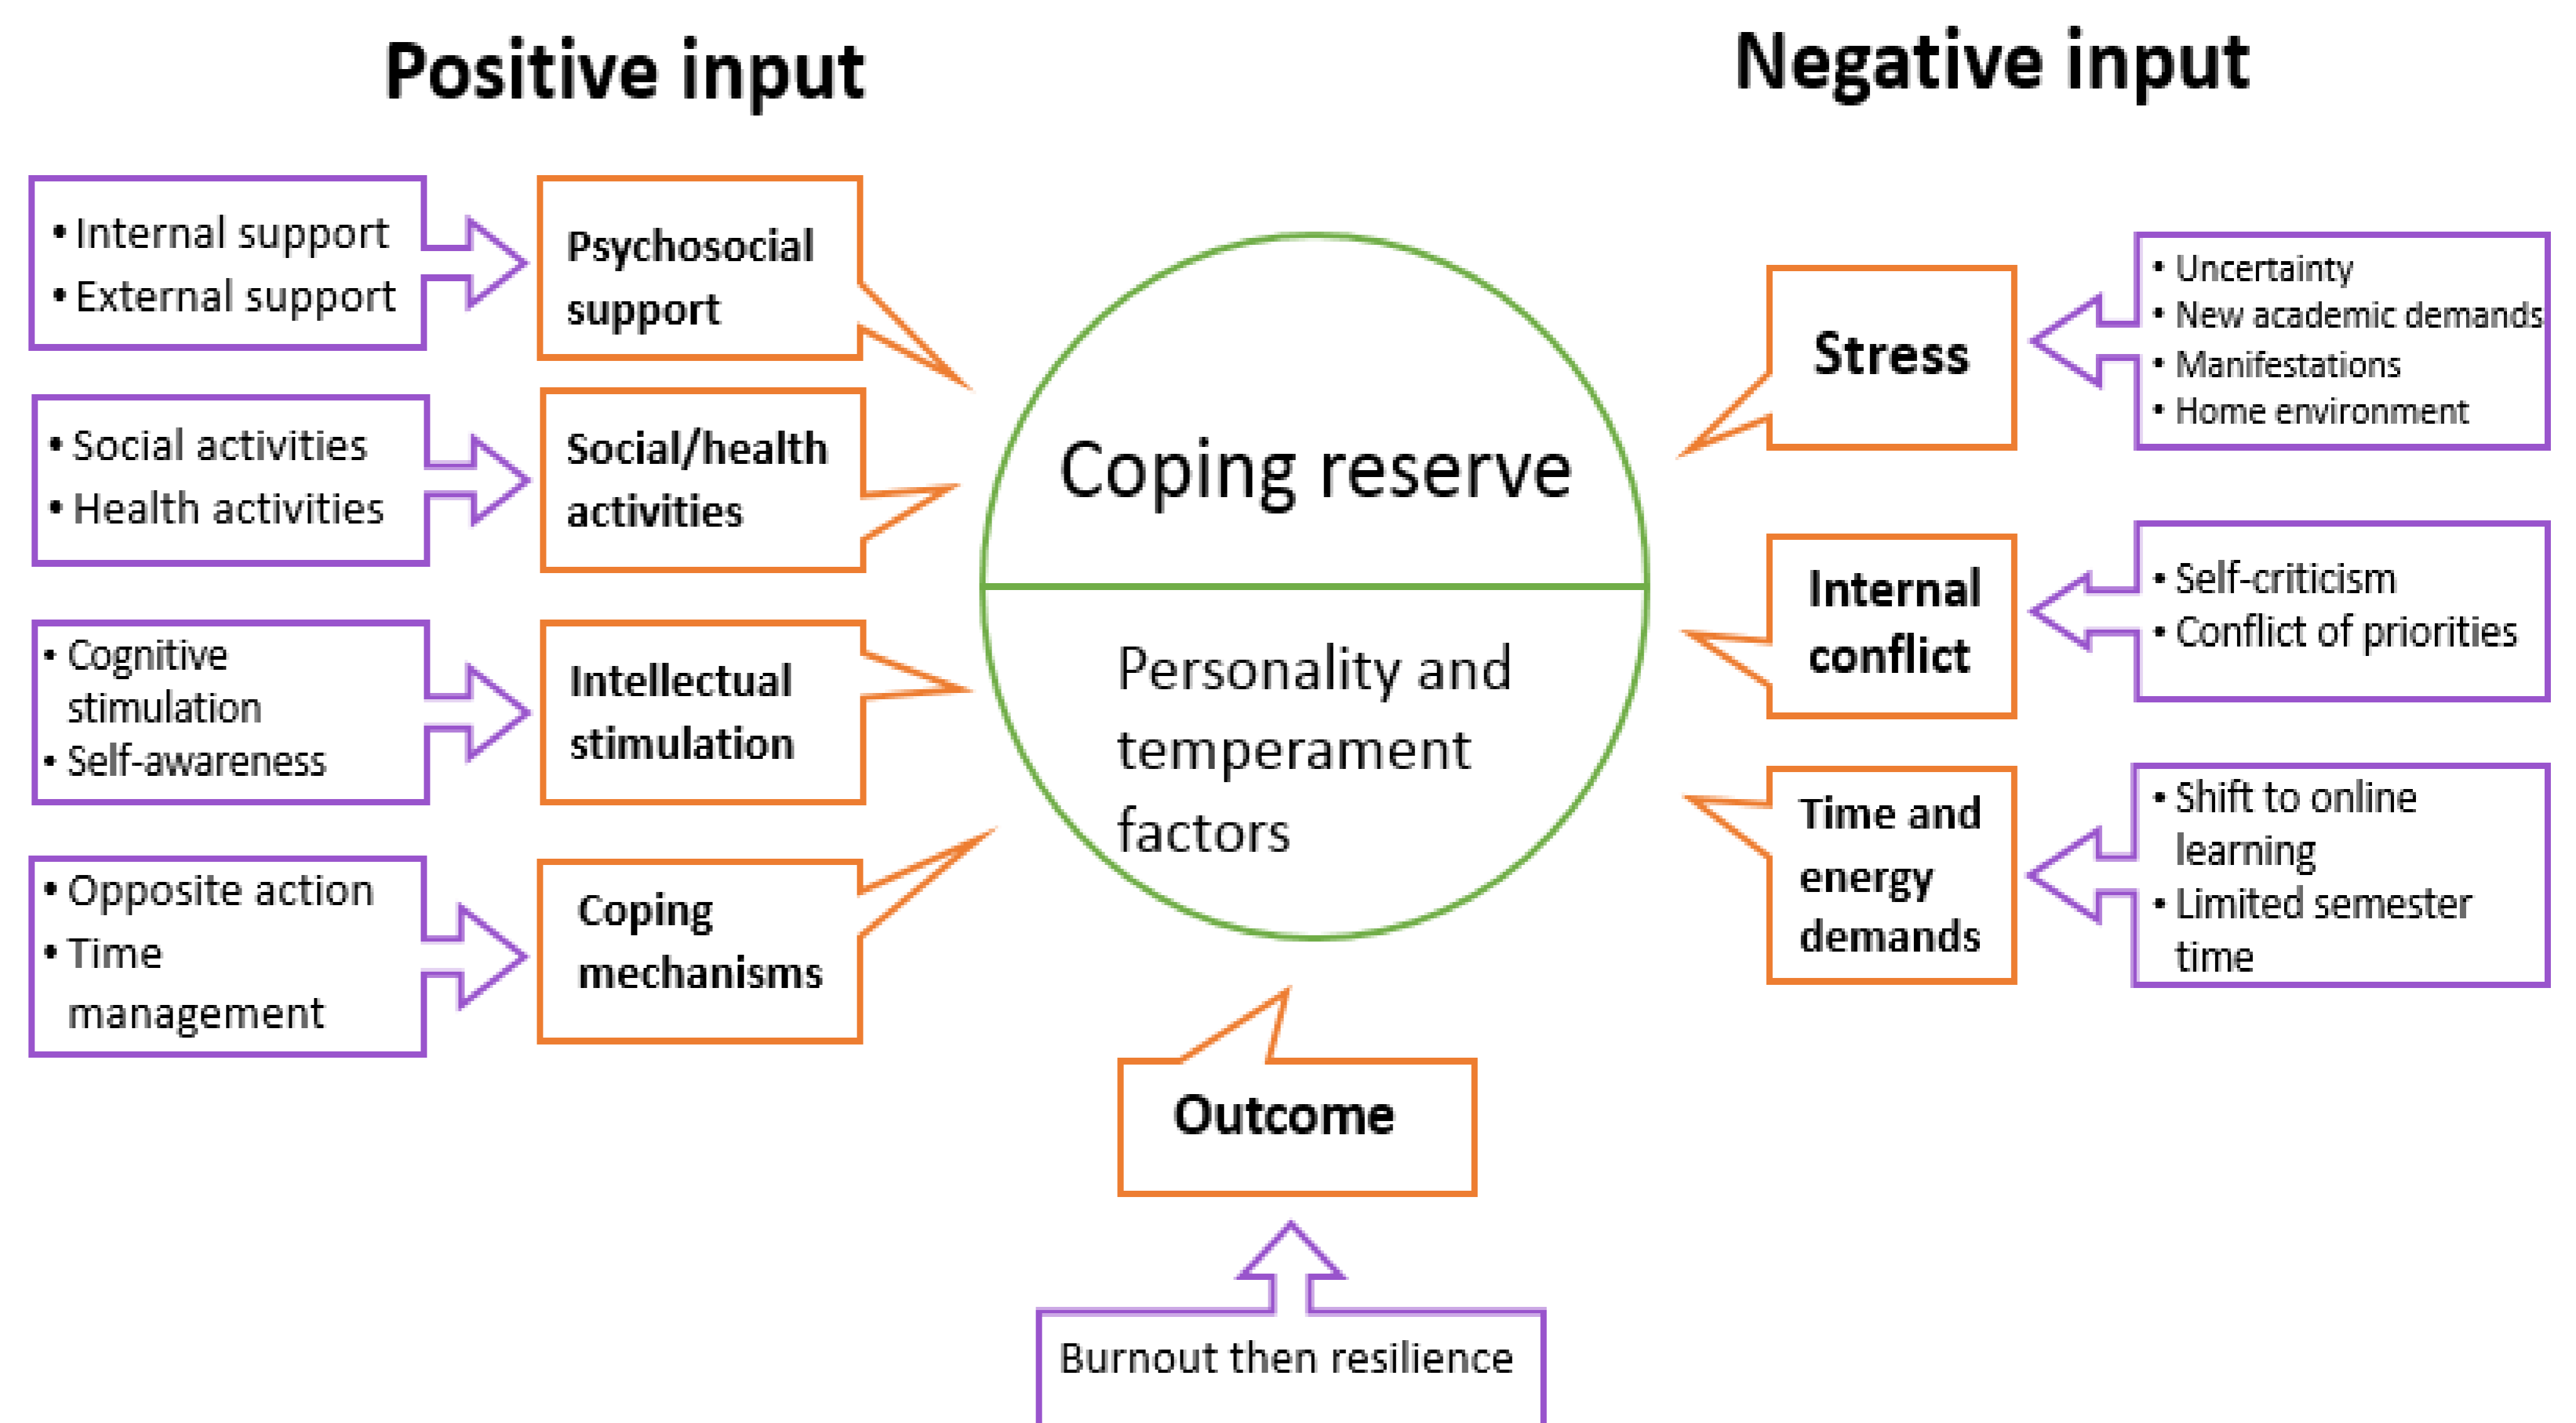 Positive input
Negative input
• Internal support
• External support
Psychosocial
support
• Social activities
• Health activities
Social/health
activities
• Cognitive
stimulation
• Self-awareness
Intellectual
stimulation
• Opposite action
• Time
management
Coping
mechanisms
Coping reserve
Personality and
temperament
factors
Stress
• Uncertainty
• New academic demands
• Manifestations
• Home environment
Internal
conflict
• Self-criticism
• Conflict of priorities
Time and
energy
demands
• Shift to online
learning
• Limited semester
time
Outcome
Burnout then resilience